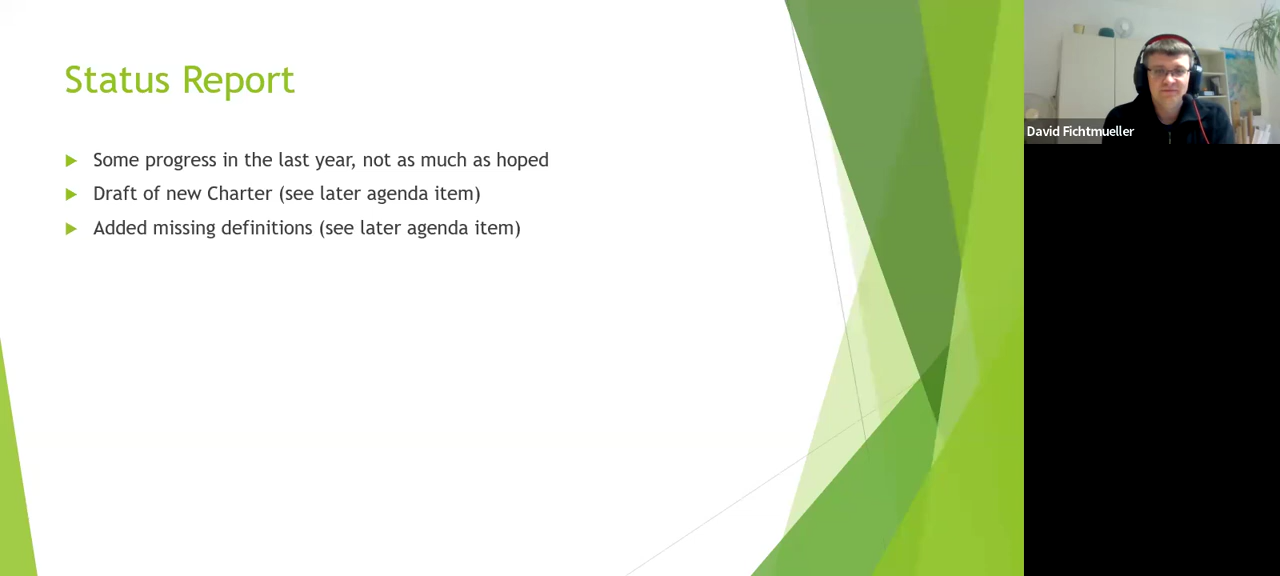 Status Report
Some progress in the last year, not as much as hoped
Draft of new Charter (see later agenda item)
Added missing definitions (see later agenda item)
David Fichtmueller